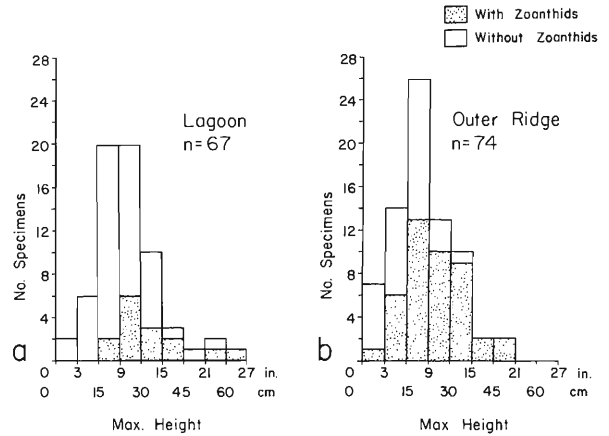 With Zoanthids
Without Zoanthids
28
24
20
16
12
8
4
No. Specimens
Lagoon
n=67
a
0 3 9 15 21 27 in.
0 15 30 45 60 cm
Max. Height
28
24
20
16
12
8
4
No. Specimens
Outer Ridge
n=74
b
0 3 9 15 21 27 in.
0 15 30 45 60 cm
Max. Height